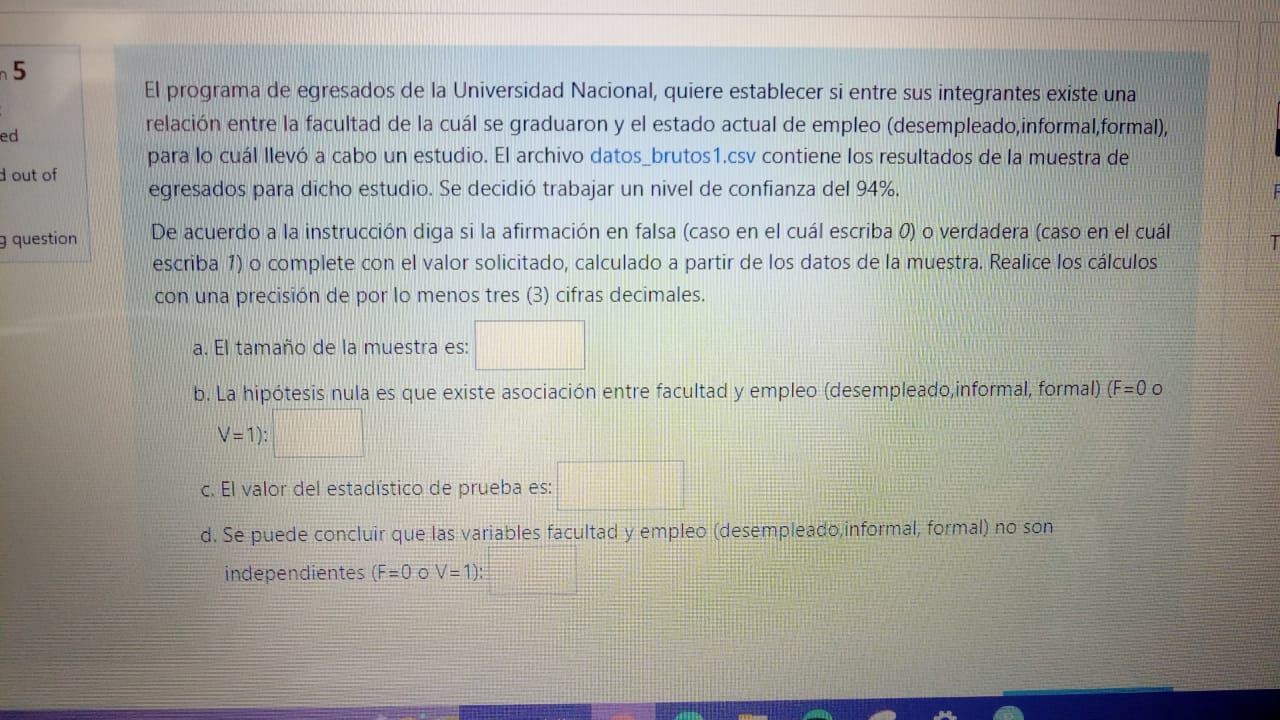 n 5
ed
d out of
g question
El programa de egresados de la Universidad Nacional, quiere establecer si entre sus integrantes existe una
relación entre la facultad de la cuál se graduaron y el estado actual de empleo (desempleado,informal,formal),
para lo cuál llevó a cabo un estudio. El archivo datos_brutos1.csv contiene los resultados de la muestra de
egresados para dicho estudio. Se decidió trabajar un nivel de confianza del 94%.
De acuerdo a la instrucción diga si la afirmación en falsa (caso en el cuál escriba 0) o verdadera (caso en el cuál
escriba 1) o complete con el valor solicitado, calculado a partir de los datos de la muestra. Realice los cálculos
con una precisión de por lo menos tres (3) cifras decimales.
a. El tamaño de la muestra es:
b. La hipótesis nula es que existe asociación entre facultad y empleo (desempleado,informal, formal) (F=0 o
V=1):
c. El valor del estadístico de prueba es:
d. Se puede concluir que las variables facultad y empleo (desempleado,informal, formal) no son
independientes (F=0 o V=1):